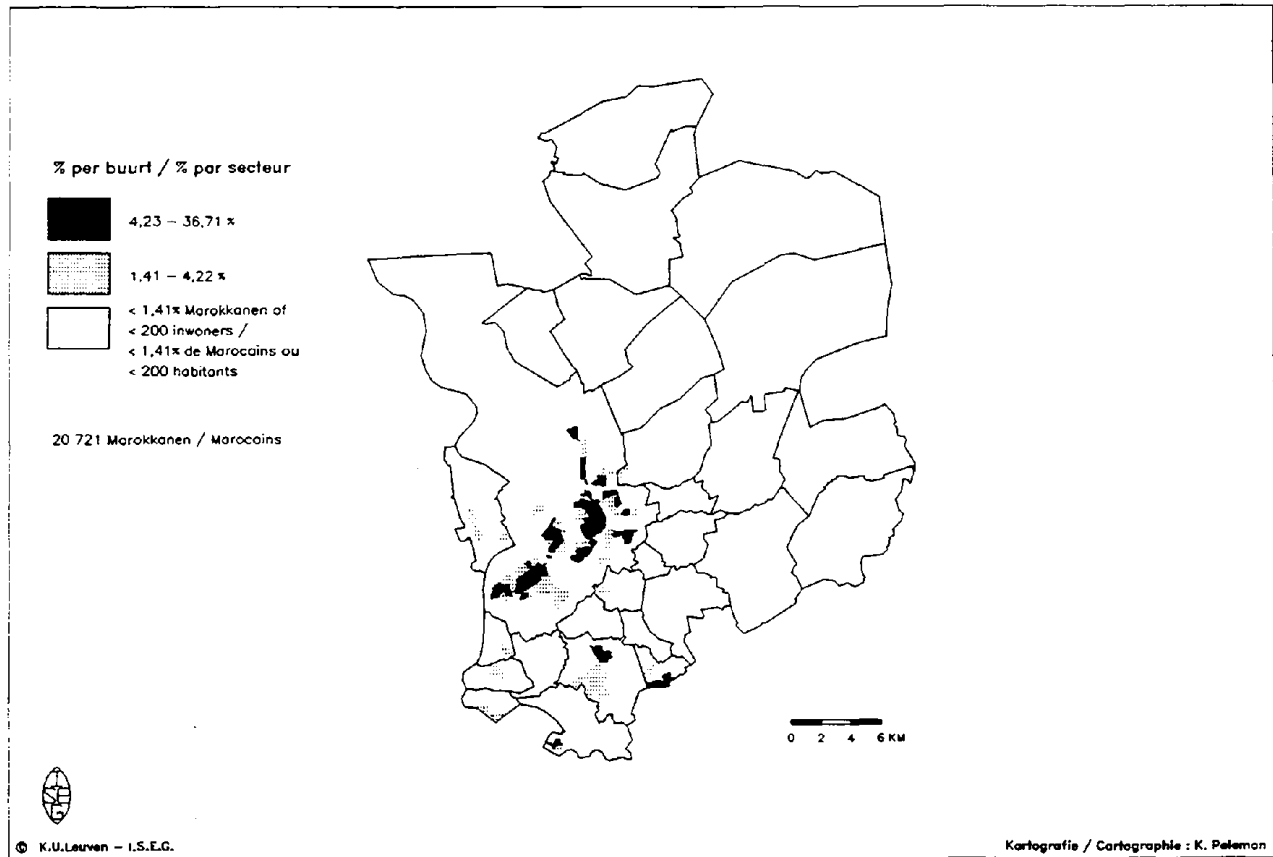 % per buurt / % par secteur
4,23 – 36,71 %
1,41 – 4,22 %
< 1,41% Marokkanen of
< 200 inwoners /
< 1,41% de Marocains ou
< 200 habitants
20 721 Marokkanen / Marocains
0 2 4 6 KM
I
SE
G
© K.U.Leuven – I.S.E.G.
Kartografie / Cartographie : K. Peleman